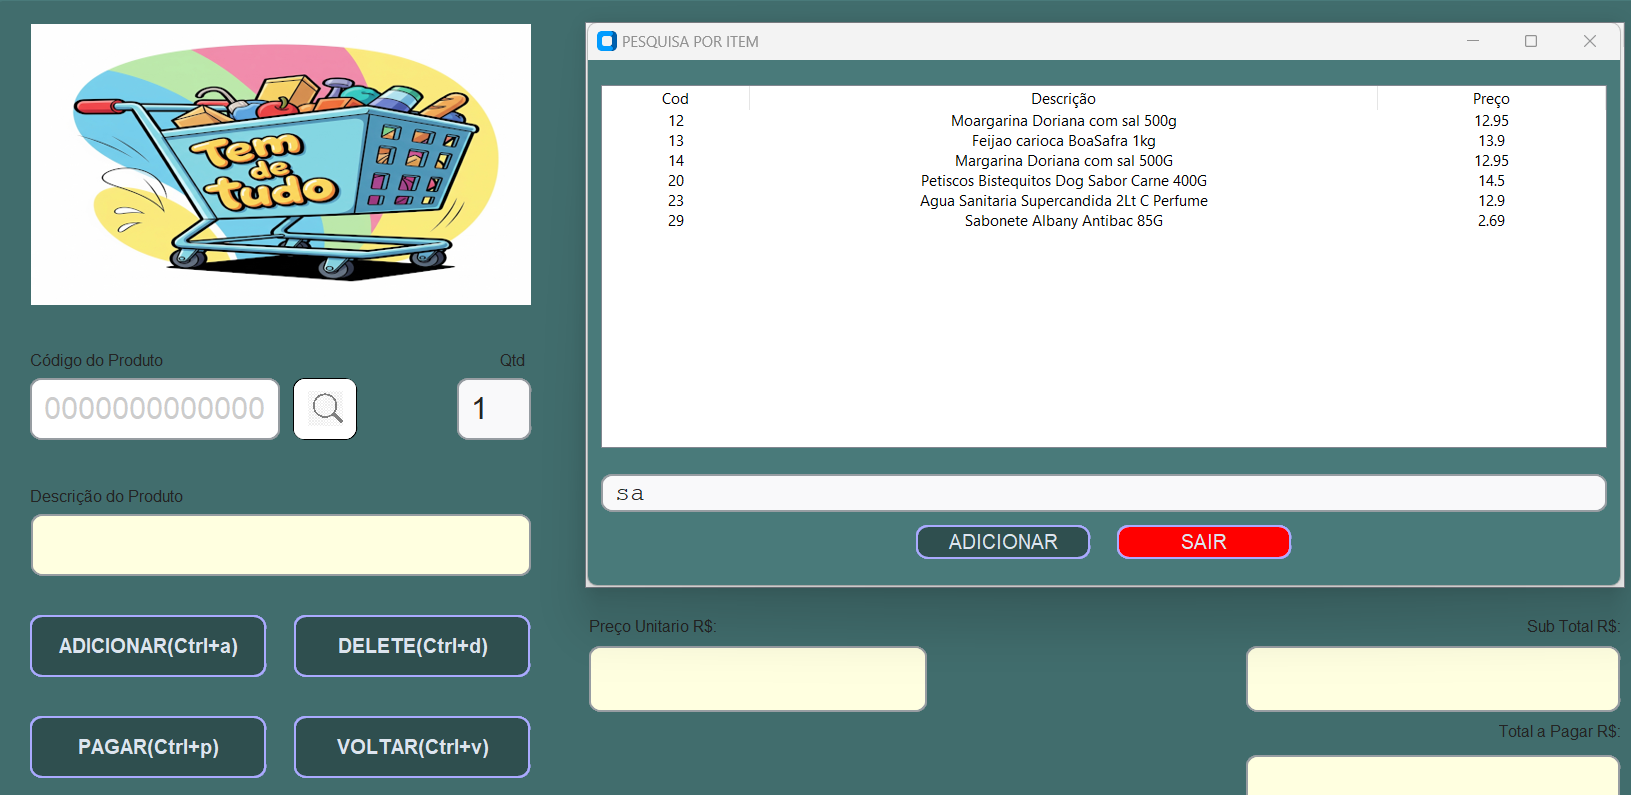 Tem
de
tudo
Código do Produto Qtd
0000000000000 1
Descrição do Produto
ADICIONAR(Ctrl+a) DELETE(Ctrl+d)
PAGAR(Ctrl+p) VOLTAR(Ctrl+v)
PESQUISA POR ITEM
Cod Descrição Preço
12 Moargarina Doriana com sal 500g 12.95
13 Feijao carioca BoaSafra 1kg 13.9
14 Margarina Doriana com sal 500G 12.95
20 Petiscos Bistequitos Dog Sabor Carne 400G 14.5
23 Agua Sanitaria Supercandida 2Lt C Perfume 12.9
29 Sabonete Albany Antibac 85G 2.69
sa
ADICIONAR SAIR
Preço Unitario R$: Sub Total R$:
Total a Pagar R$: